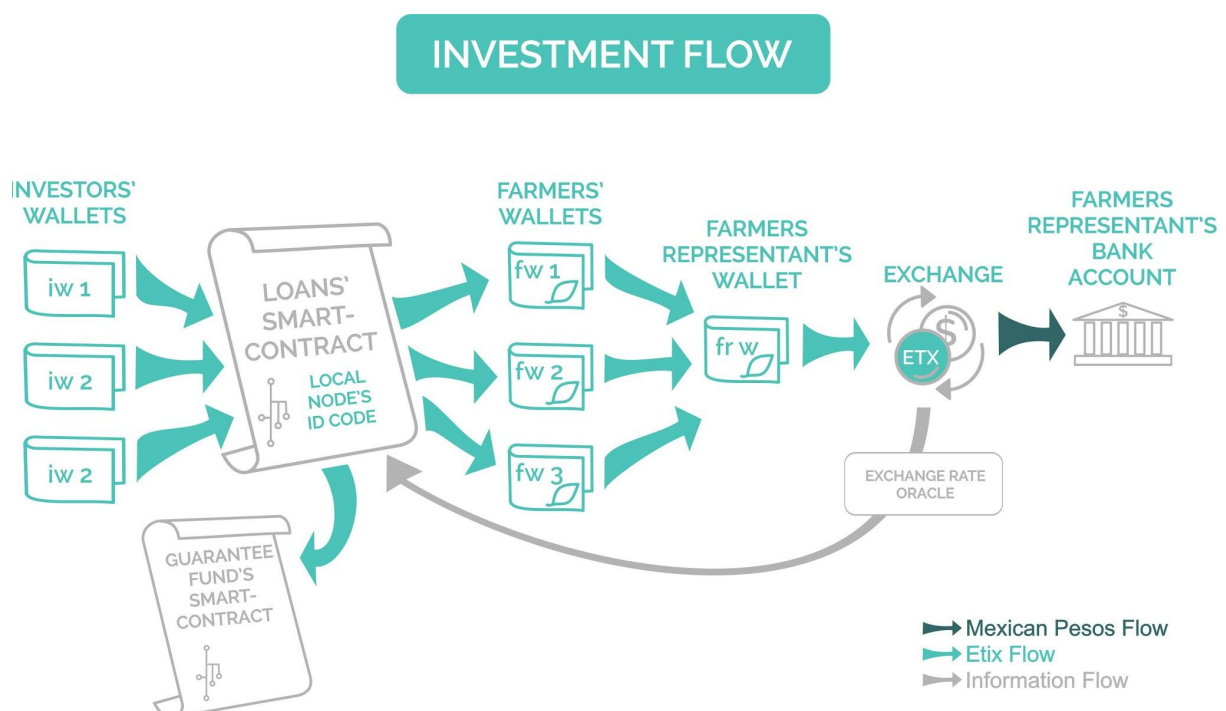 INVESTMENT FLOW
INVESTORS'
WALLETS
iw 1
iw 2
iw 2
LOANS'
SMART-
CONTRACT
LOCAL
NODE'S
ID CODE
GUARANTEE
FUND'S
SMART-
CONTRACT
FARMERS'
WALLETS
fw 1
fw 2
fw 3
FARMERS
REPRESENTANT'S
WALLET
fr w
EXCHANGE
$
ETX
EXCHANGE RATE
ORACLE
FARMERS
REPRESENTANT'S
BANK
ACCOUNT
$
Mexican Pesos Flow
Etix Flow
Information Flow